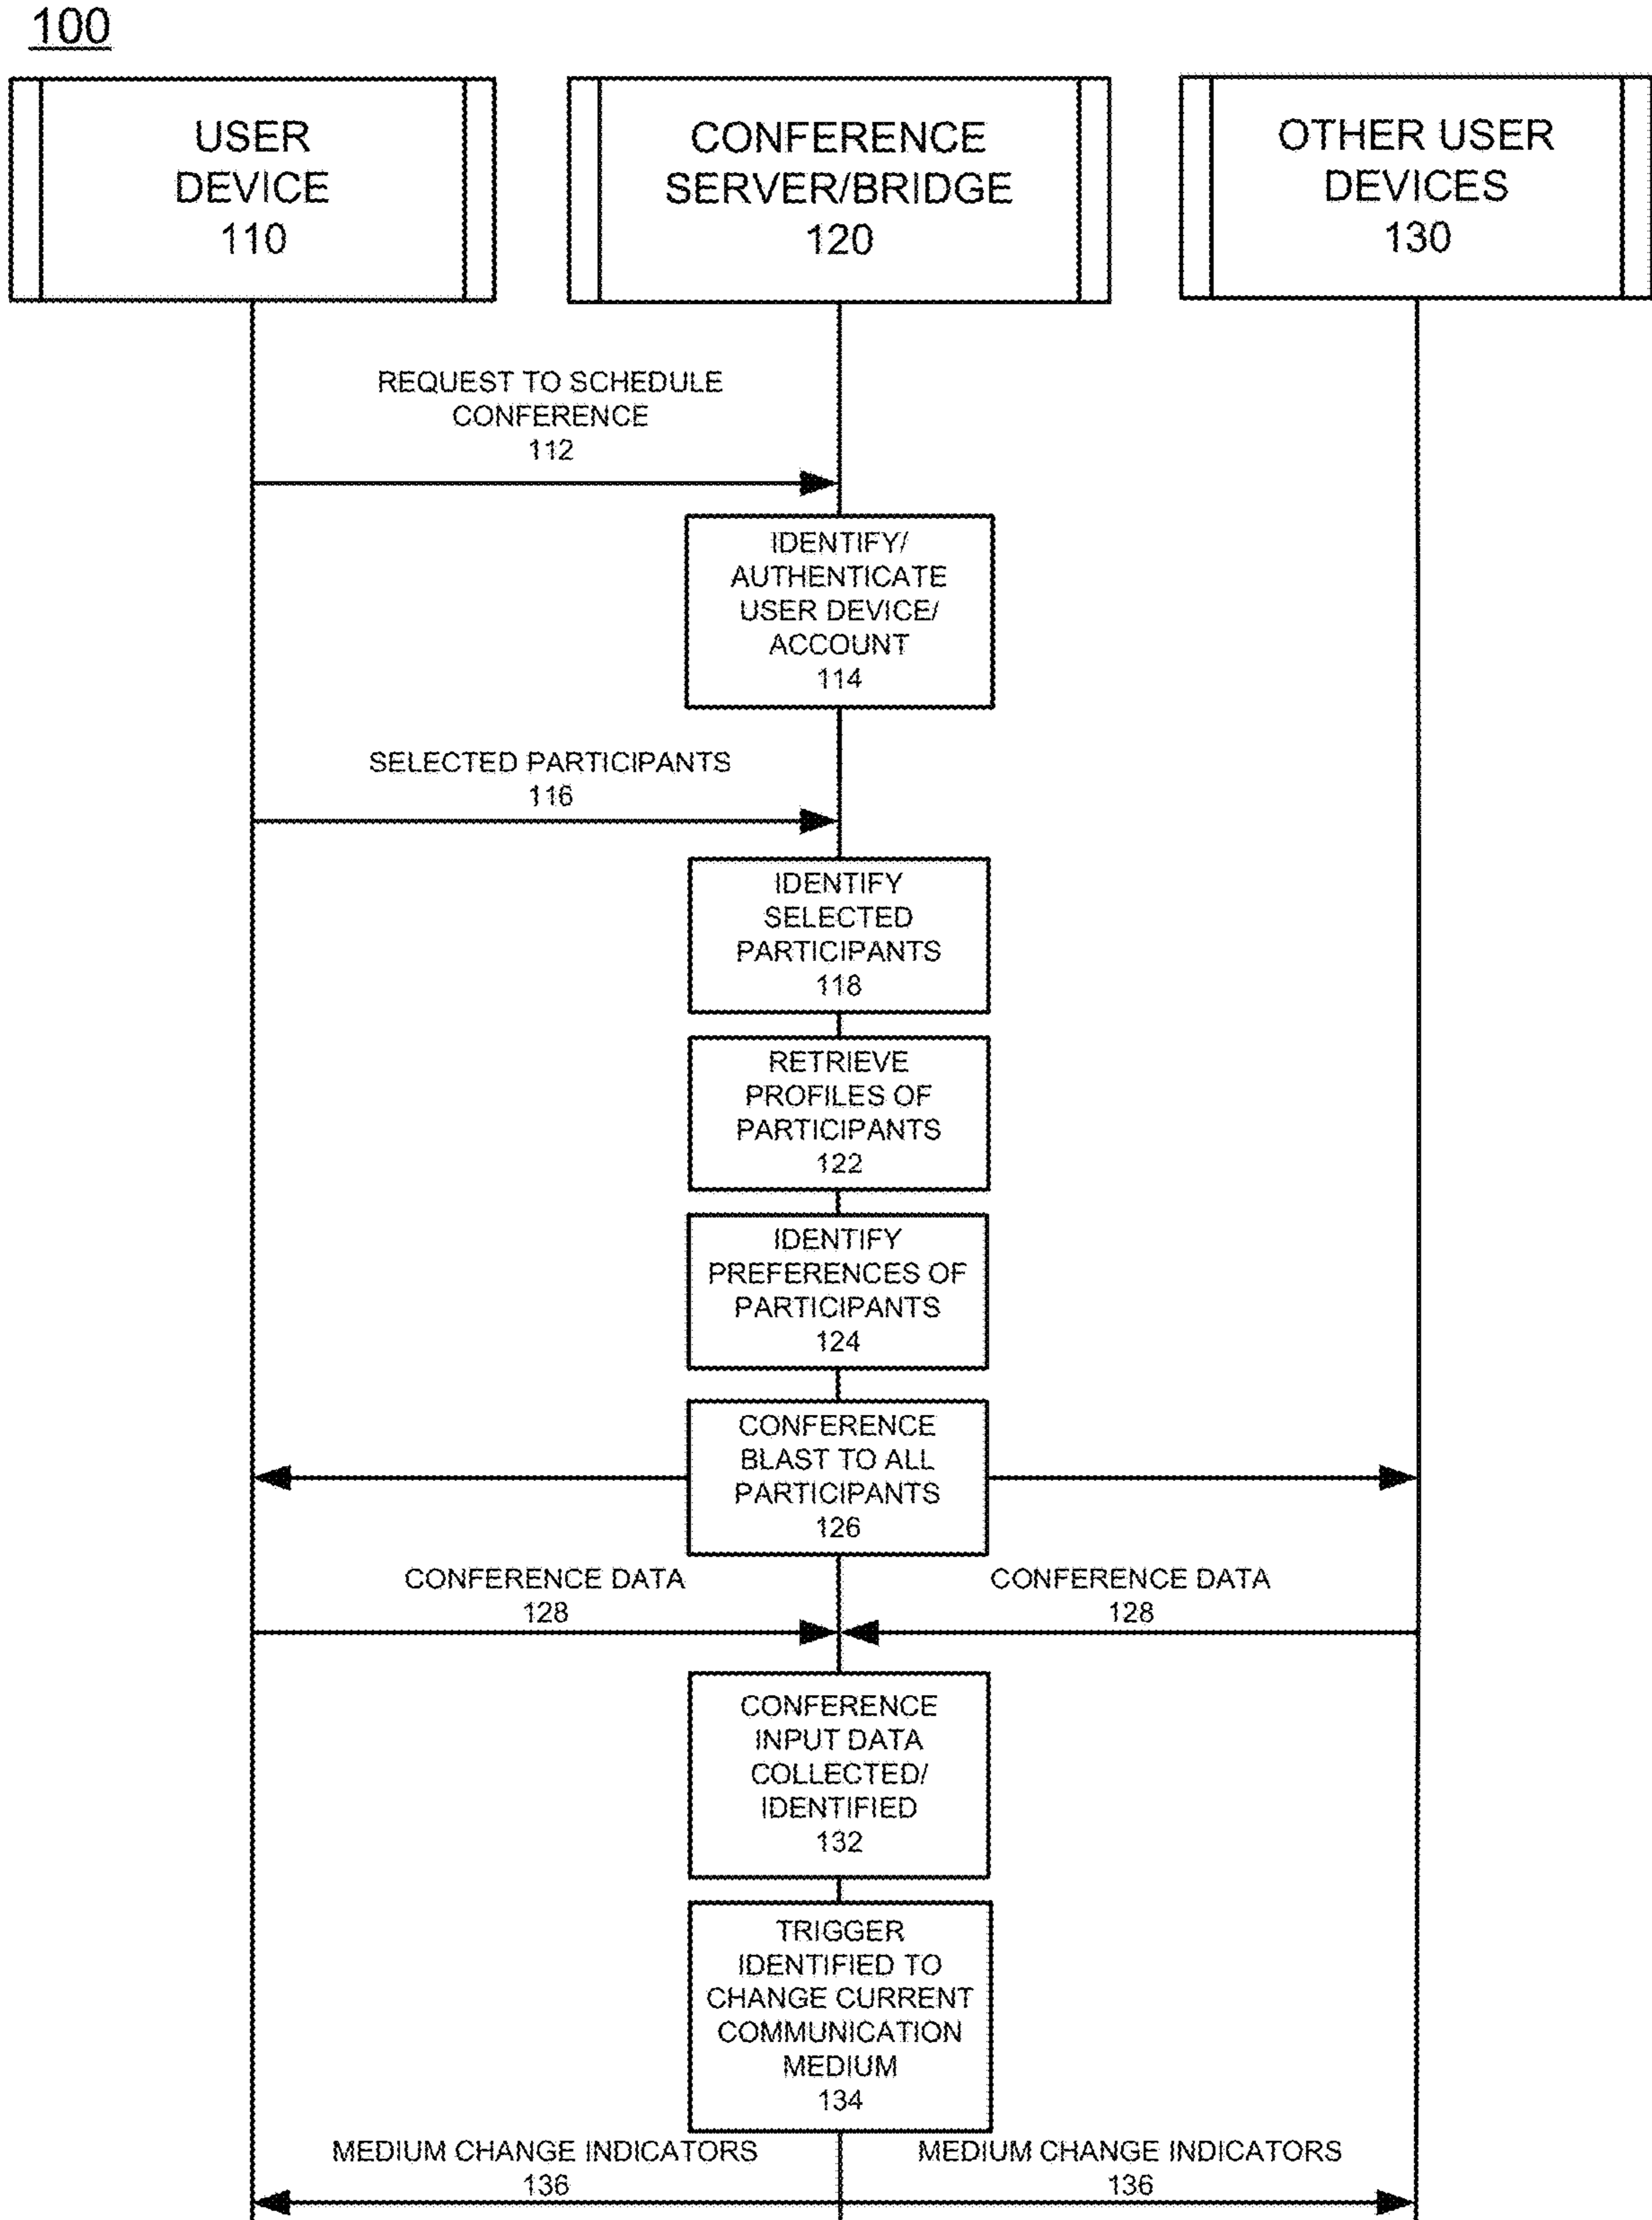 100
USER
DEVICE
110
CONFERENCE
SERVER/BRIDGE
120
OTHER USER
DEVICES
130
REQUEST TO SCHEDULE
CONFERENCE
112
IDENTIFY/
AUTHENTICATE
USER DEVICE/
ACCOUNT
114
SELECTED PARTICIPANTS
116
IDENTIFY
SELECTED
PARTICIPANTS
118
RETRIEVE
PROFILES OF
PARTICIPANTS
122
IDENTIFY
PREFERENCES OF
PARTICIPANTS
124
CONFERENCE
BLAST TO ALL
PARTICIPANTS
126
CONFERENCE DATA
128
CONFERENCE DATA
128
CONFERENCE
INPUT DATA
COLLECTED/
IDENTIFIED
132
TRIGGER
IDENTIFIED TO
CHANGE CURRENT
COMMUNICATION
MEDIUM
134
MEDIUM CHANGE INDICATORS
136
MEDIUM CHANGE INDICATORS
136